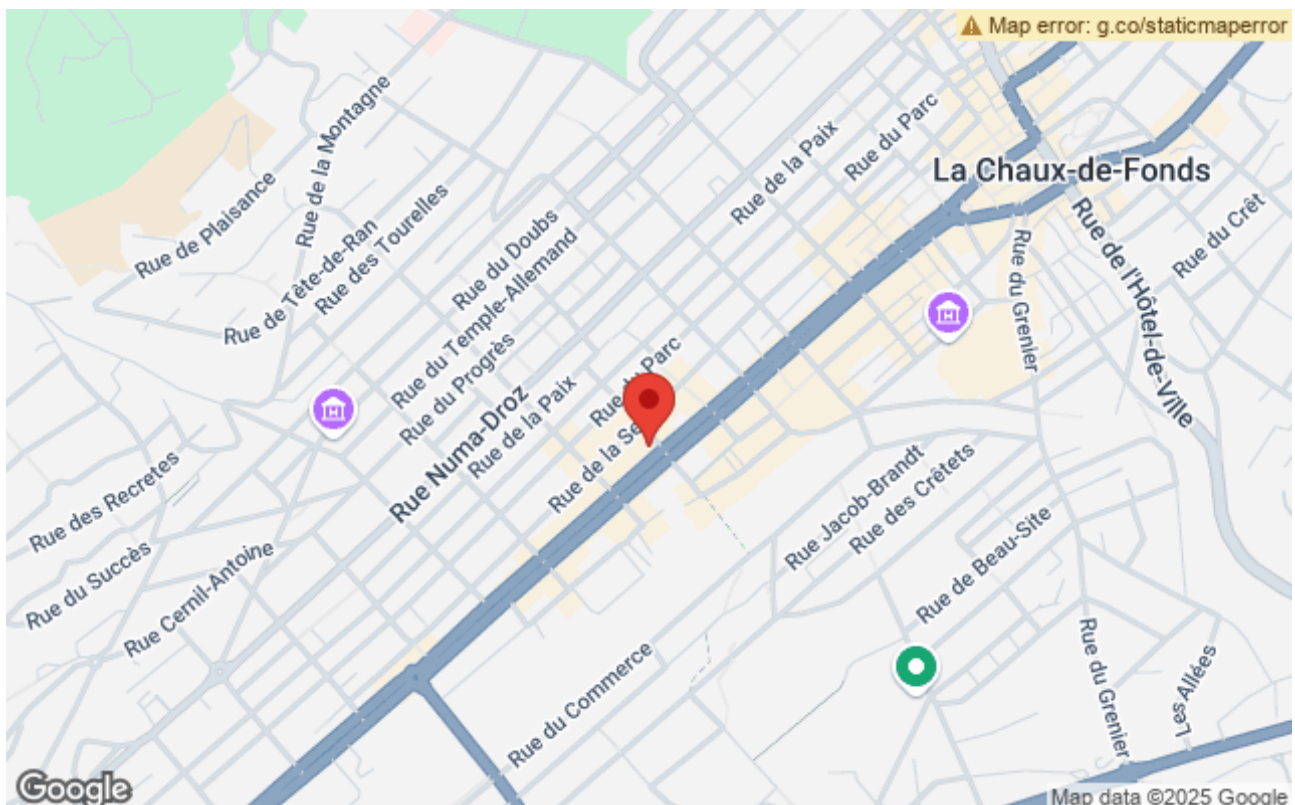 Map error: g.co/staticmaperror
Rue de la Montagne
Rue du Parc
Rue de la Paix
La Chaux-de-Fonds
Rue de Plaisance
Rue des Tourelles
Rue du Doubs
Rue de l'Hôtel-de-Ville
Rue du Crêt
Rue de Tête-de-Ran
Rue du Temple-Allemand
Rue du Grenier
Rue du Progrès
Rue du Parc
Rue de la Paix
Rue Numa-Droz
Rue de la Se
Rue des Recretes
Rue Jacob-Brandt
Rue des Crêtets
Rue du Succès
Rue Cernil-Antoine
Rue de Beau-Site
Rue du Commerce
Rue du Grenier
Les Allées
Google
Map data ©2025 Google